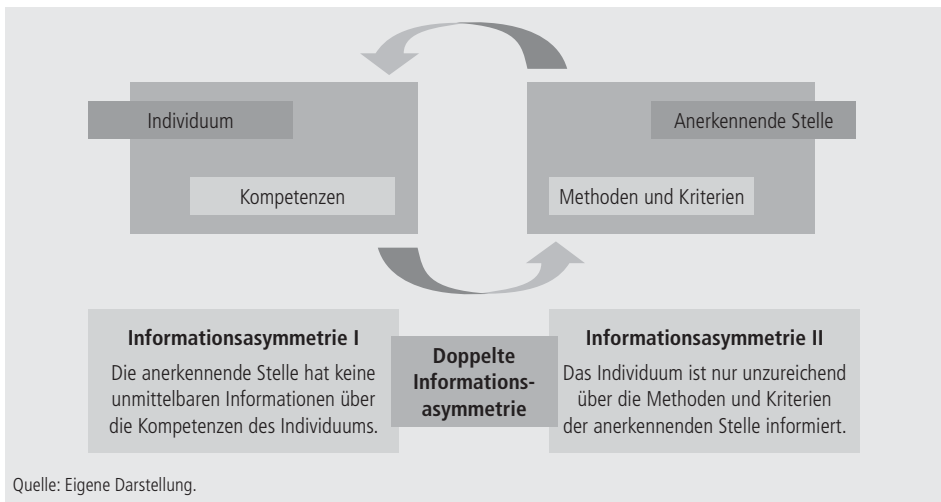 Individuum
Anerkennende Stelle
Kompetenzen
Methoden und Kriterien
Informationsasymmetrie I
Die anerkennende Stelle hat keine
unmittelbaren Informationen über
die Kompetenzen des Individuums.
Doppelte
Informations-
asymmetrie
Informationsasymmetrie II
Das Individuum ist nur unzureichend
über die Methoden und Kriterien
der anerkennenden Stelle informiert.
Quelle: Eigene Darstellung.